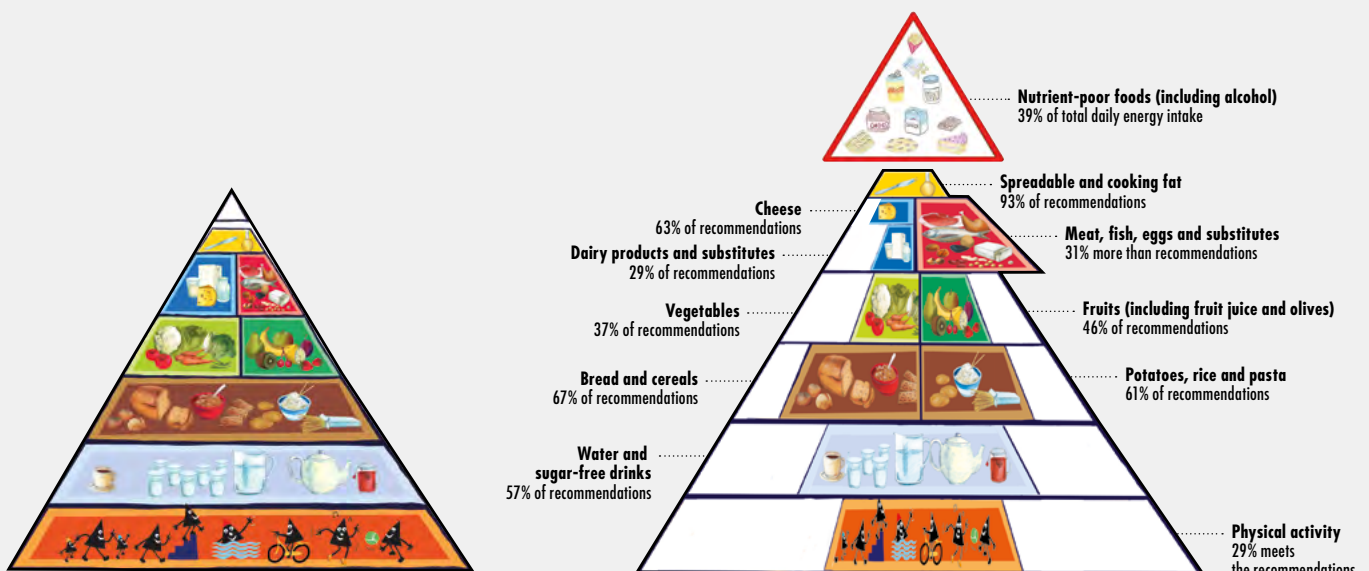 Nutrient-poor foods (including alcohol)
39% of total daily energy intake
Spreadable and cooking fat
93% of recommendations
Cheese
63% of recommendations
Meat, fish, eggs and substitutes
31% more than recommendations
Dairy products and substitutes
29% of recommendations
Vegetables
37% of recommendations
Fruits (including fruit juice and olives)
46% of recommendations
Bread and cereals
67% of recommendations
Potatoes, rice and pasta
61% of recommendations
Water and
sugar-free drinks
57% of recommendations
Physical activity
29% meets
the recommendations